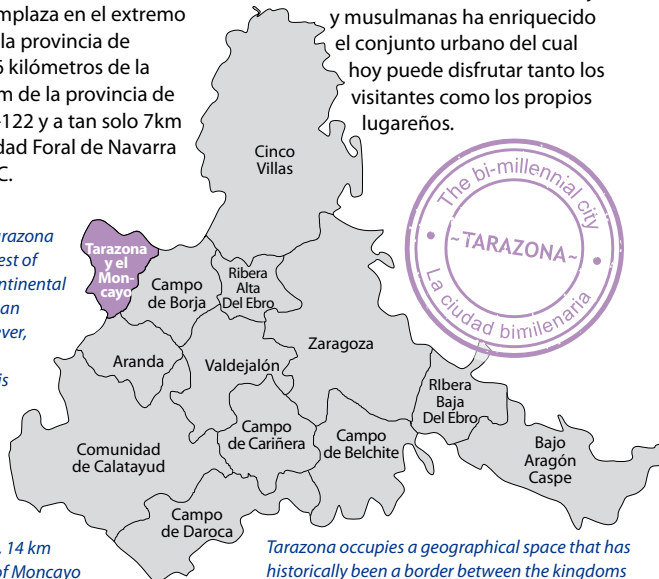 mplaza en el extremo
la provincia de
kilómetros de la
m de la provincia de
-122 y a tan solo 7km
dad Foral de Navarra
C.
y musulmanas ha enriquecido
el conjunto urbano del cual
hoy puede disfrutar tanto los
visitantes como los propios
lugareños.
The bi-millennial city
~TARAZONA~
La ciudad bimilenaria
Cinco
Villas
Tarazona
y el
Mon-
cayo
Campo
de Borja
Ribera
Alta
Del Ebro
Zaragoza
Aranda
Valdejalón
RIbera
Baja
Del Ebro
Campo
de Cariñera
Campo
de Belchite
Comunidad
de Calatayud
Bajo
Aragón
Caspe
Campo
de Daroca
arazona
est of
ntinental
an
ever,
is
, 14 km
of Moncayo
Tarazona occupies a geographical space that has
historically been a border between the kingdoms